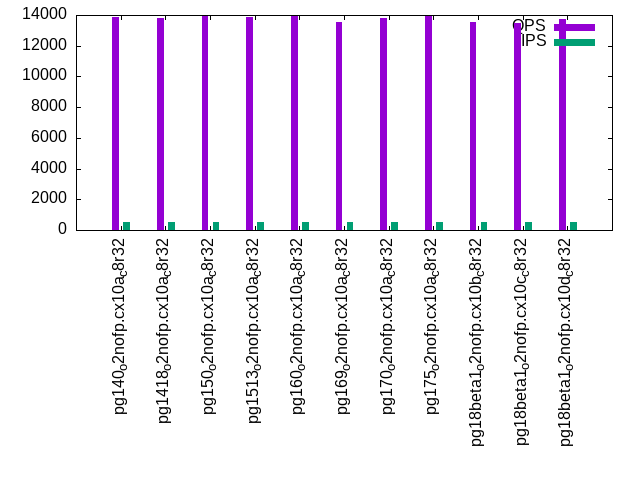 14000
12000
10000
8000
6000
4000
2000
0
QPS
IPS
pg140o2nofp.cx10ac8r32
pg1418o2nofp.cx10ac8r32
pg150o2nofp.cx10ac8r32
pg1513o2nofp.cx10ac8r32
pg160o2nofp.cx10ac8r32
pg169o2nofp.cx10ac8r32
pg170o2nofp.cx10ac8r32
pg175o2nofp.cx10ac8r32
pg18beta1o2nofp.cx10bc8r32
pg18beta1o2nofp.cx10cc8r32
pg18beta1o2nofp.cx10dc8r32